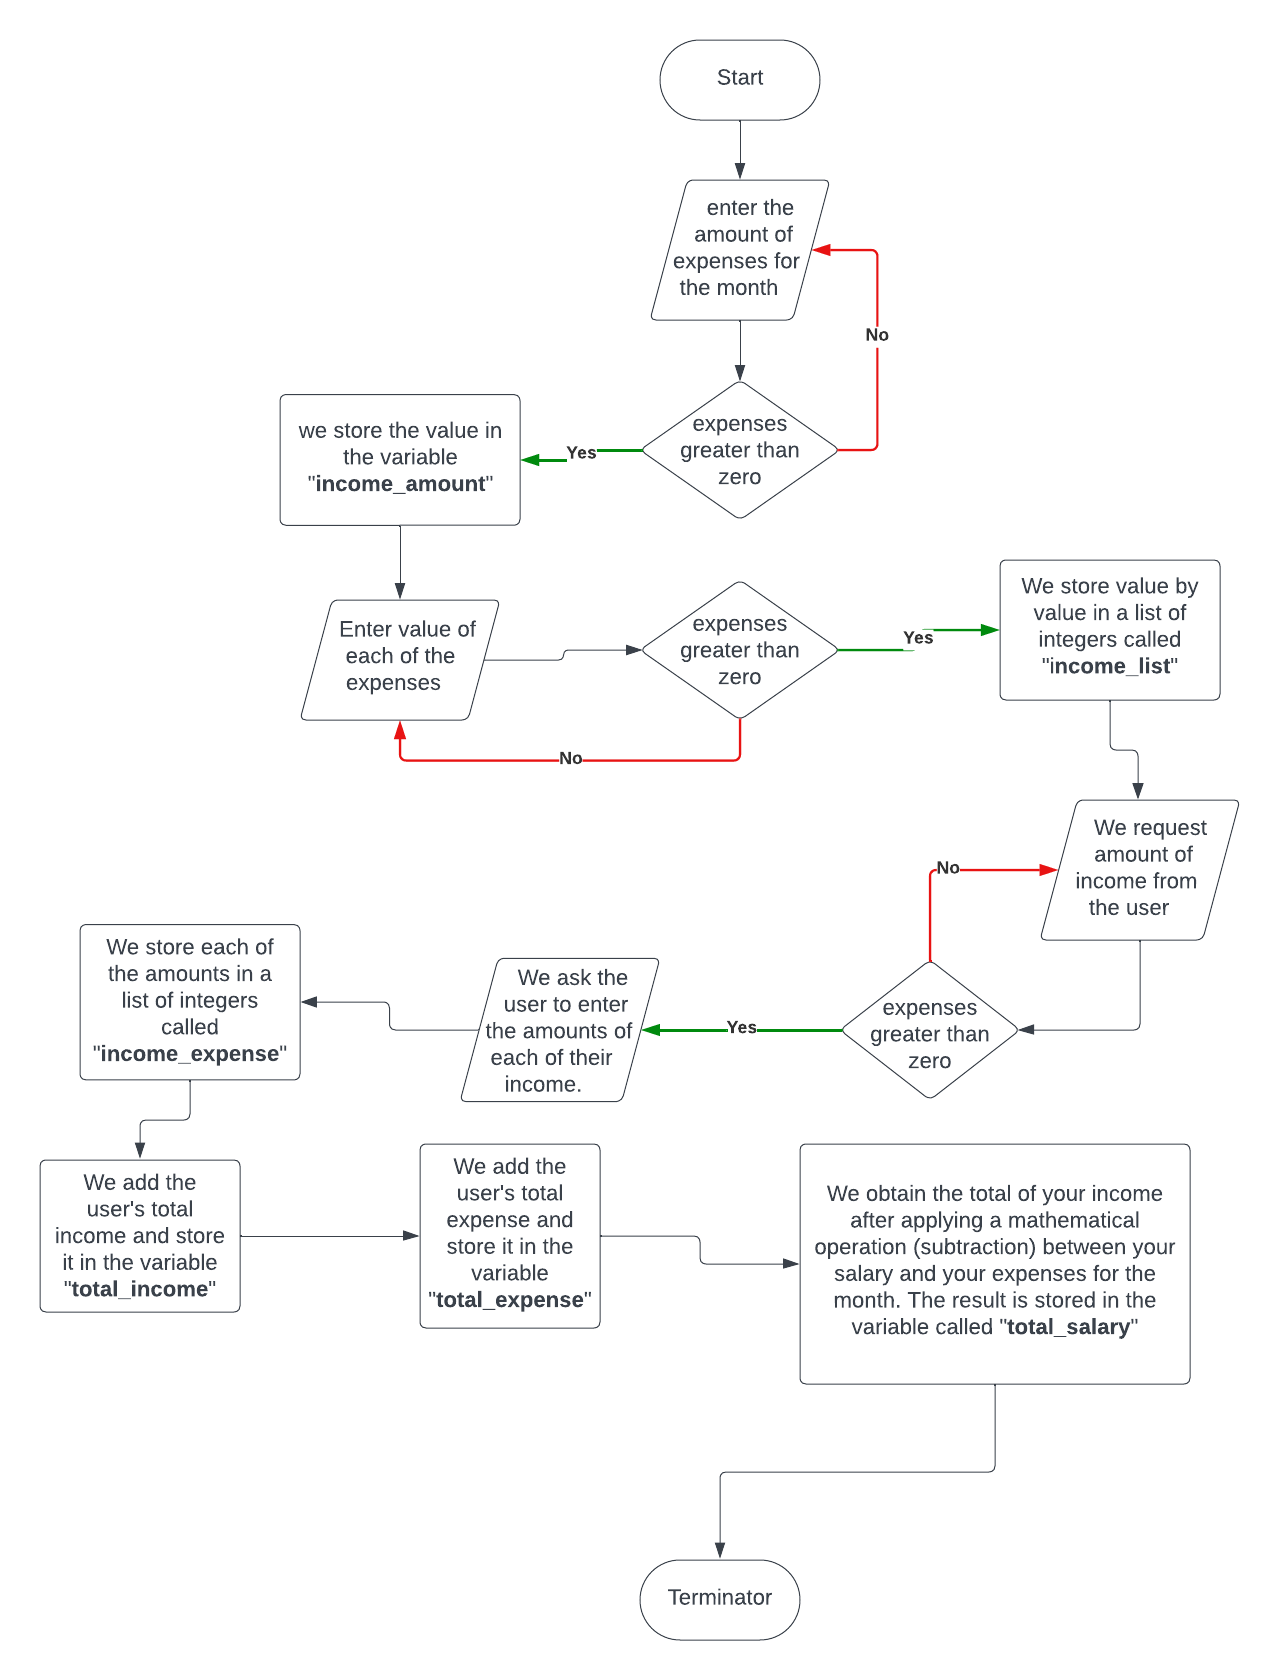 Start
enter the
amount of
expenses for
the month
No
expenses
greater than
zero
Yes
we store the value in
the variable
"income_amount"
Enter value of
each of the
expenses
expenses
greater than
zero
Yes
No
We store value by
value in a list of
integers called
"income_list"
We request
amount of
income from
the user
No
expenses
greater than
zero
Yes
We ask the
user to enter
the amounts of
each of their
income.
We store each of
the amounts in a
list of integers
called
"income_expense"
We add the
user's total
income and store
it in the variable
"total_income"
We add the
user's total
expense and
store it in the
variable
"total_expense"
We obtain the total of your income
after applying a mathematical
operation (subtraction) between your
salary and your expenses for the
month. The result is stored in the
variable called "total_salary"
Terminator